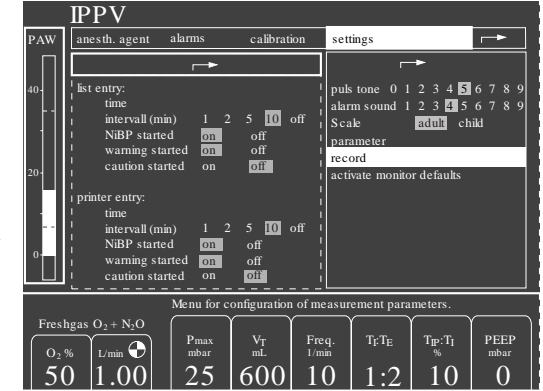 IPPV
PAW anesth. agent alarms calibration settings
list entry:
time
intervall (min) 1 2 5 10 off
NiBP started on off
warning started on off
caution started on off
printer entry:
time
intervall (min) 1 2 5 10 off
NiBP started on off
warning started on off
caution started on off
40
20
0
puls tone 0 1 2 3 4 5 6 7 8 9
alarm sound 1 2 3 4 5 6 7 8 9
Scale adult child
parameter
record
activate monitor defaults
Menu for configuration of measurement parameters.
Freshgas O2 + N2O
O2 % 50
L/min 1.00
Pmax mbar 25
VT mL 600
Freq. 1/min 10
TI:TE 1:2
TIP:TI % 10
PEEP mbar 0